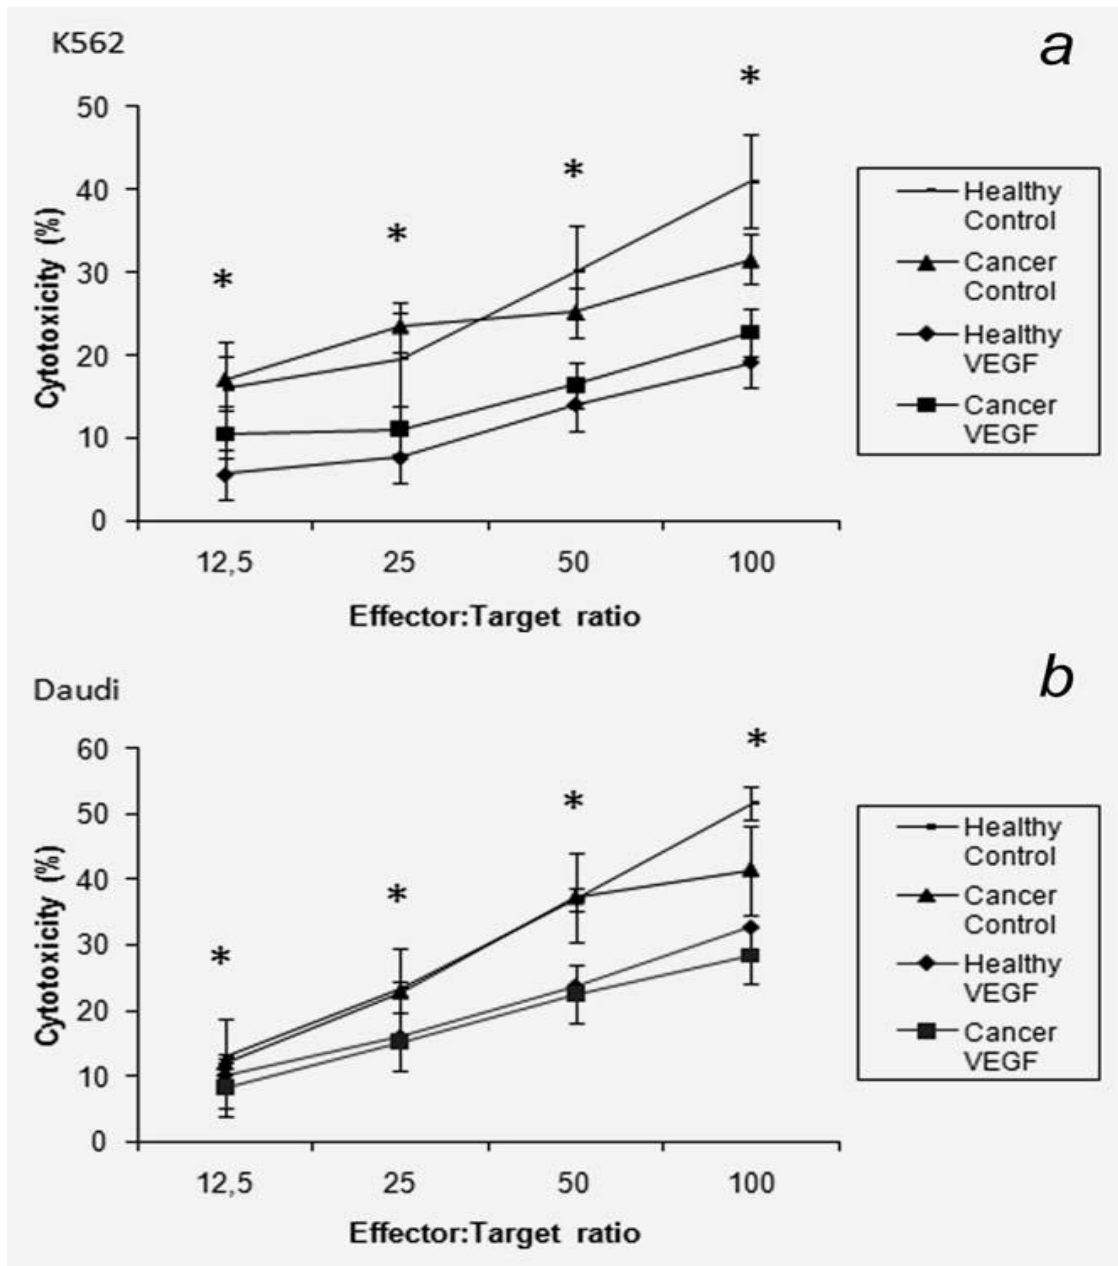 K562
a
*
*
*
*
50
40
30
20
10
0
Cytotoxicity (%)
12,5 25 50 100
Effector:Target ratio
Healthy
Control
Cancer
Control
Healthy
VEGF
Cancer
VEGF
Daudi
b
*
*
*
*
60
50
40
30
20
10
0
Cytotoxicity (%)
12,5 25 50 100
Effector:Target ratio
Healthy
Control
Cancer
Control
Healthy
VEGF
Cancer
VEGF